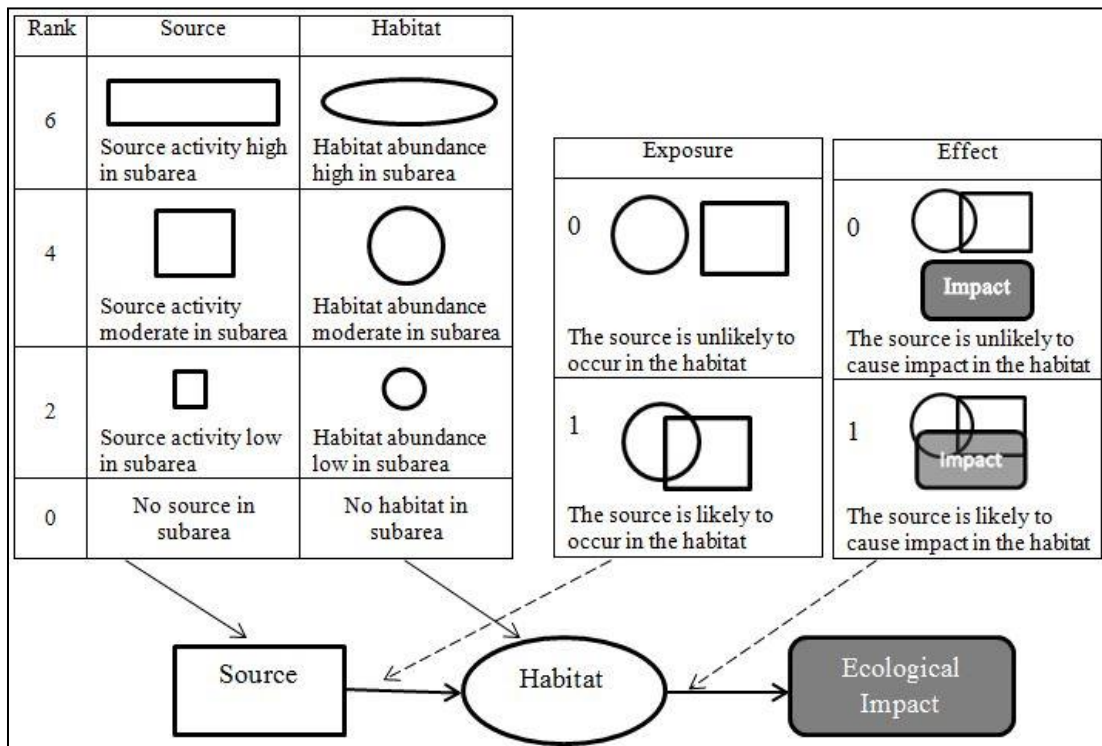 Rank
Source
Habitat
6
Source activity high
in subarea
Habitat abundance
high in subarea
4
Source activity
moderate in subarea
Habitat abundance
moderate in subarea
2
Source activity low
in subarea
Habitat abundance
low in subarea
0
No source in
subarea
No habitat in
subarea
Exposure
0
The source is unlikely to
occur in the habitat
1
The source is likely to
occur in the habitat
Effect
0
Impact
The source is unlikely to
cause impact in the habitat
1
Impact
The source is likely to
cause impact in the habitat
Source
Habitat
Ecological
Impact